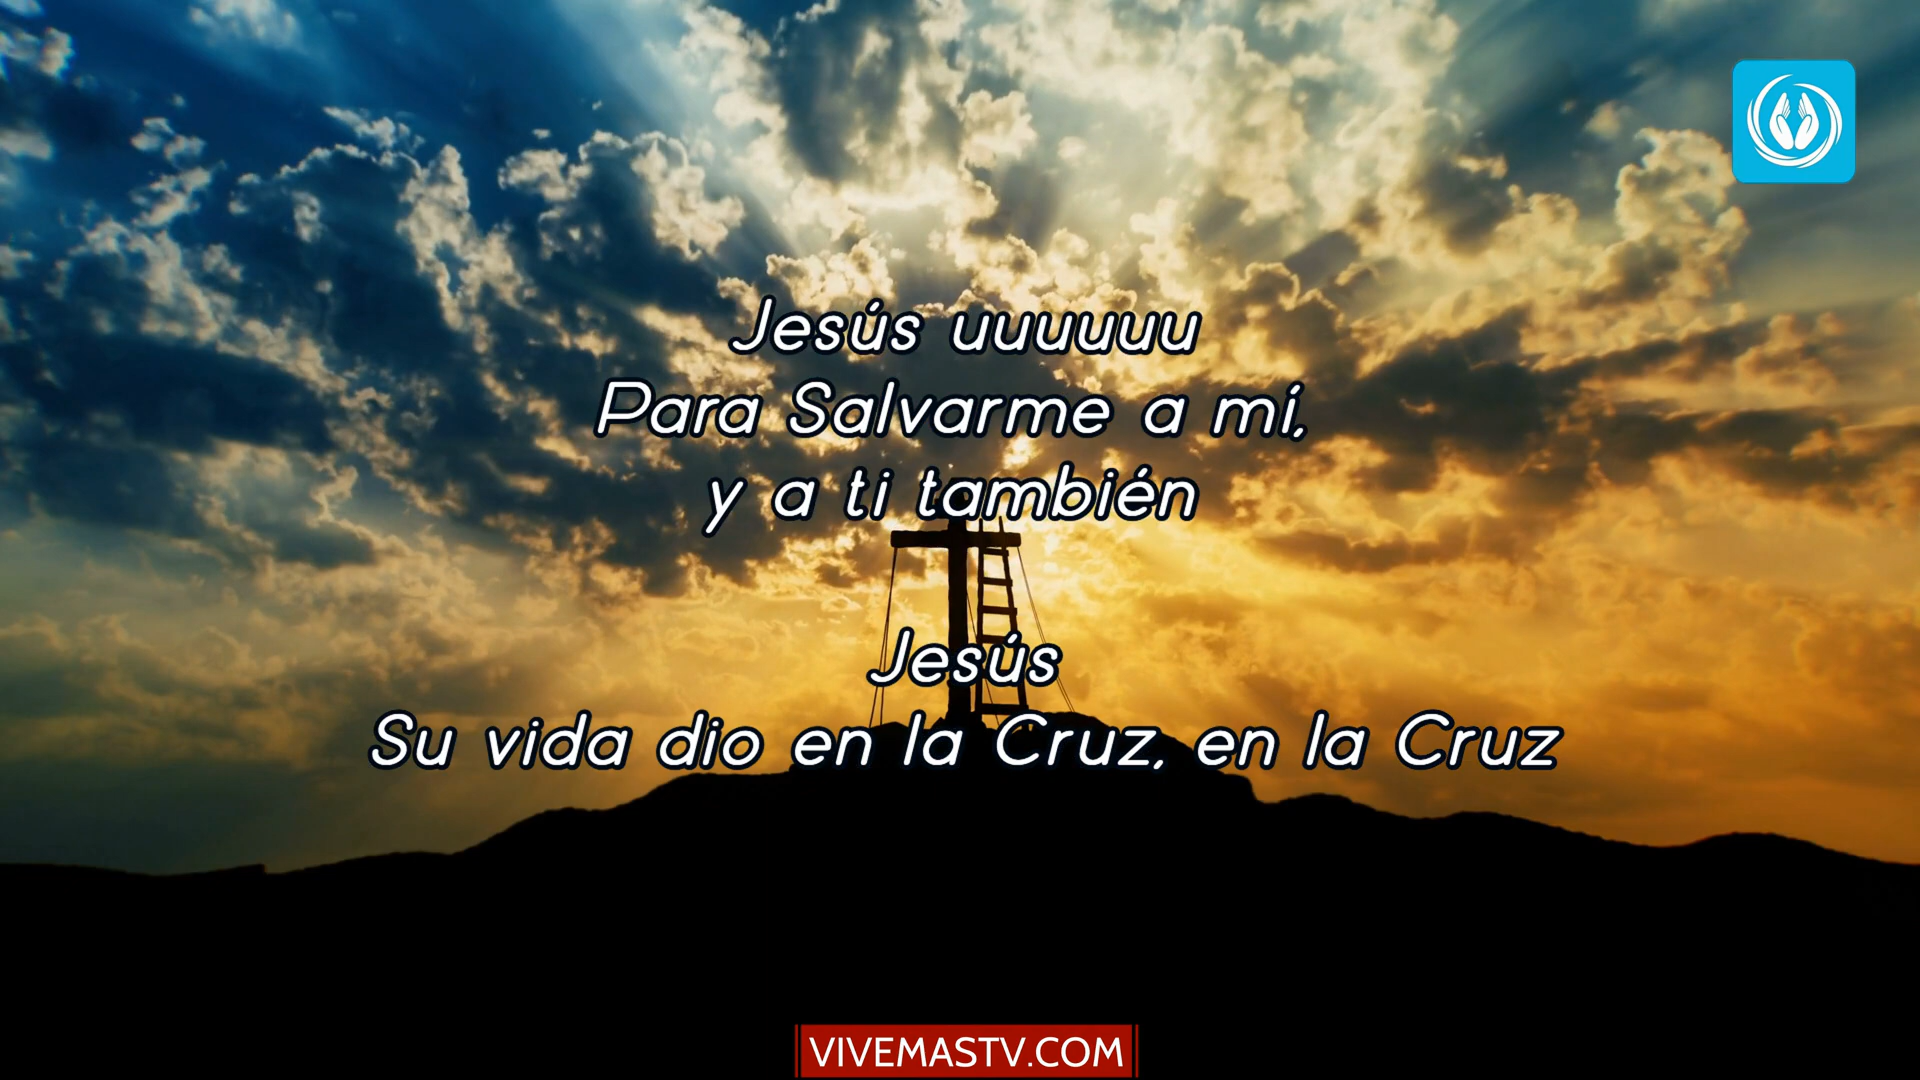 Jesús uuuuuu
Para Salvarme a mí,
y a ti también
Jesús
Su vida dio en la Cruz, en la Cruz
VIVEMASTV.COM